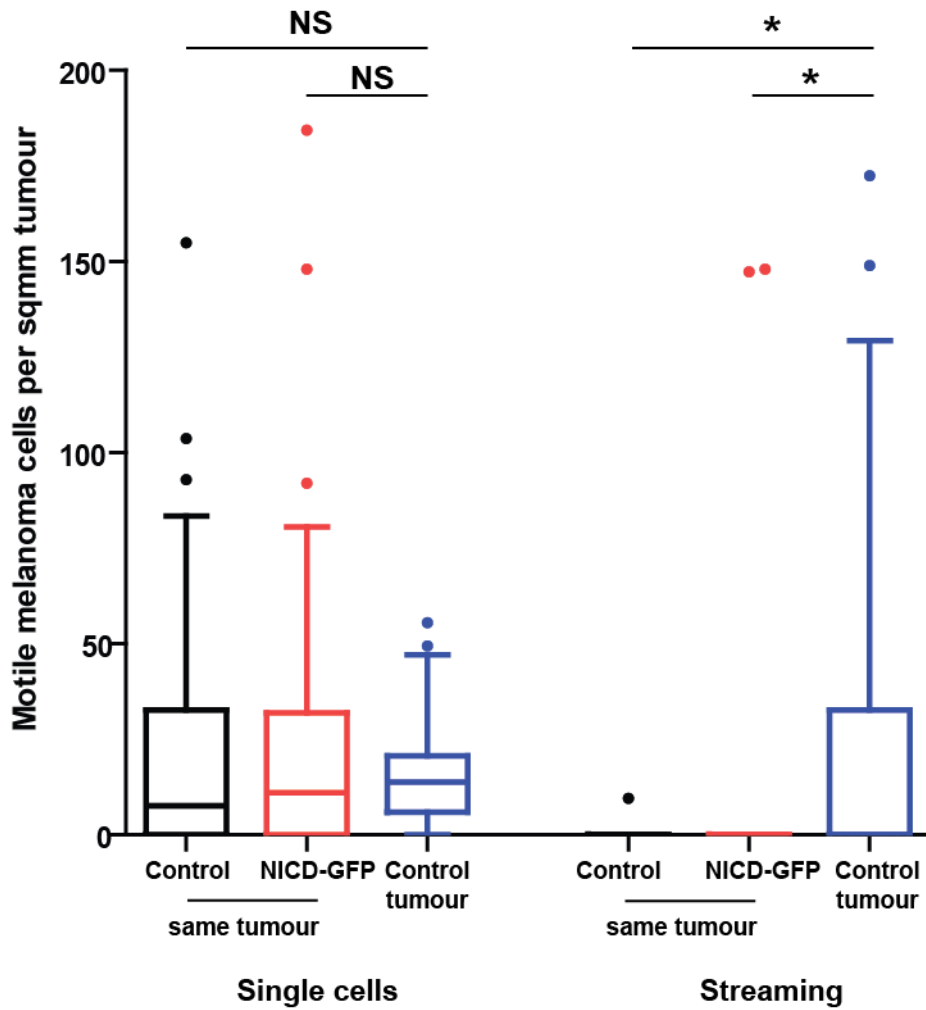 NS
*
NS
*
Motile melanoma cells per sqmm tumour
200
150
100
50
0
Control
NICD-GFP
Control
tumour
same tumour
Control
NICD-GFP
Control
tumour
same tumour
Single cells
Streaming